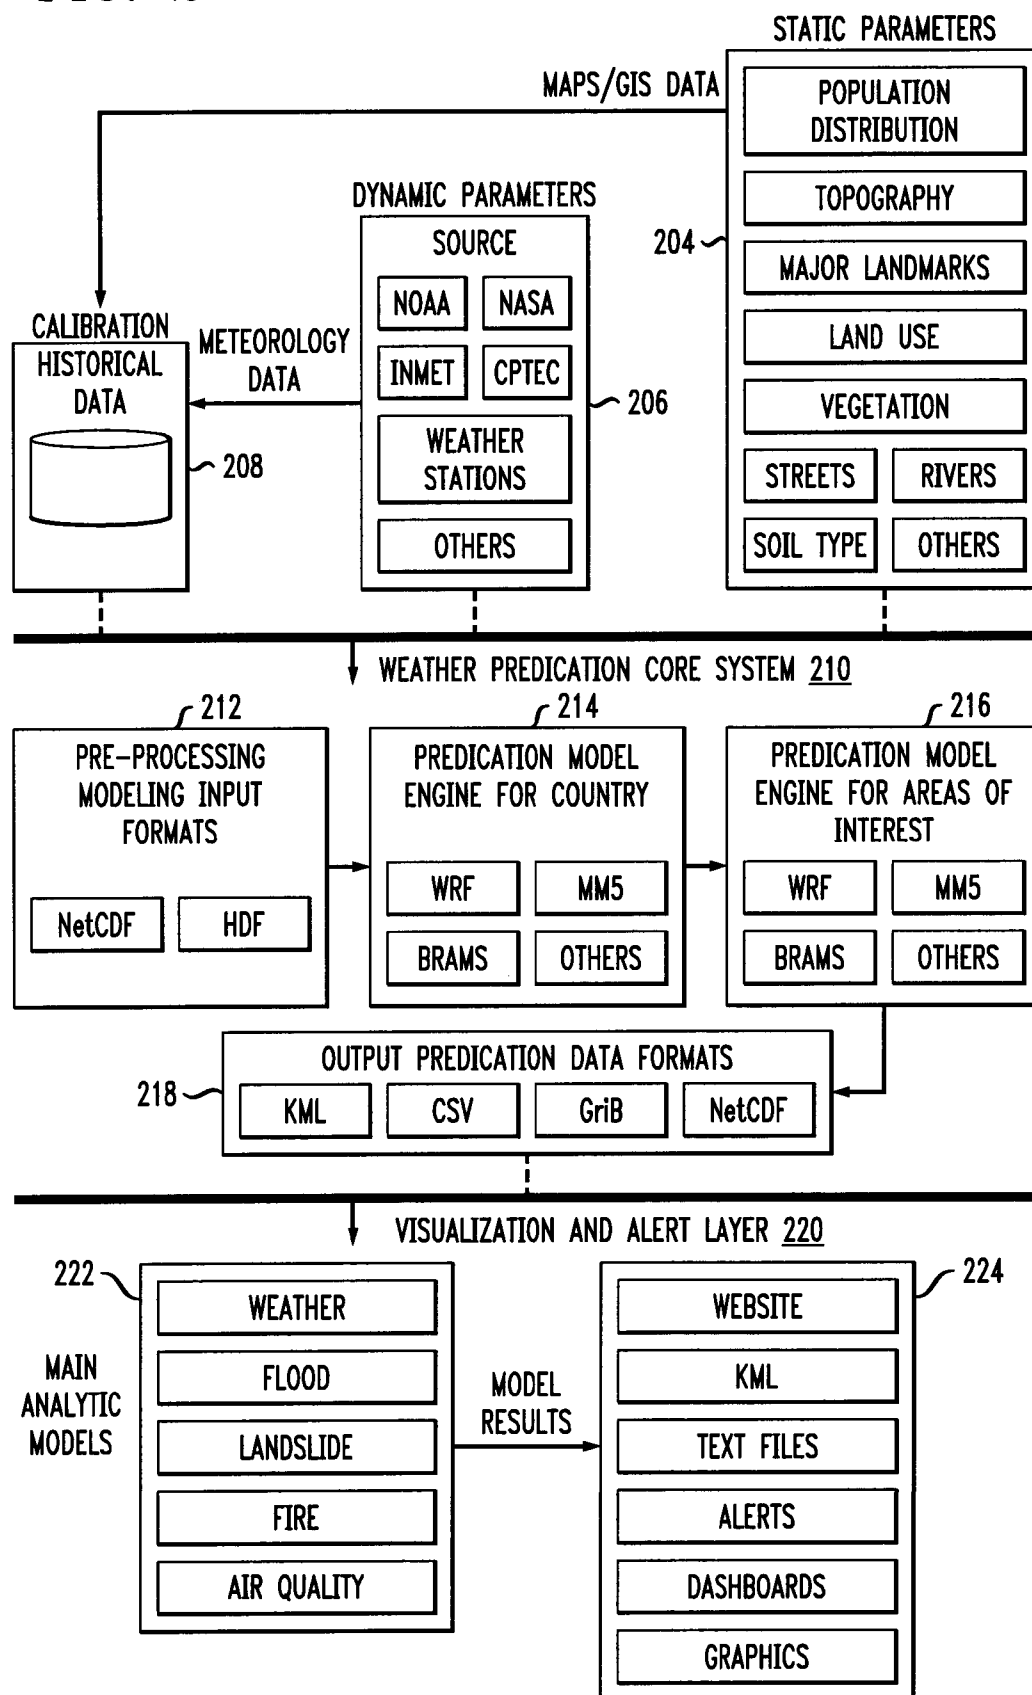 STATIC PARAMETERS
MAPS/GIS DATA
POPULATION
DISTRIBUTION
TOPOGRAPHY
MAJOR LANDMARKS
LAND USE
VEGETATION
STREETS
RIVERS
SOIL TYPE
OTHERS
204
DYNAMIC PARAMETERS
SOURCE
NOAA
NASA
INMET
CPTEC
WEATHER
STATIONS
OTHERS
206
METEOROLOGY
DATA
CALIBRATION
HISTORICAL
DATA
208
WEATHER PREDICATION CORE SYSTEM 210
212
PRE-PROCESSING
MODELING INPUT
FORMATS
NetCDF
HDF
214
PREDICATION MODEL
ENGINE FOR COUNTRY
WRF
MM5
BRAMS
OTHERS
216
PREDICATION MODEL
ENGINE FOR AREAS OF
INTEREST
WRF
MM5
BRAMS
OTHERS
OUTPUT PREDICATION DATA FORMATS
218
KML
CSV
GriB
NetCDF
VISUALIZATION AND ALERT LAYER 220
222
MAIN
ANALYTIC
MODELS
WEATHER
FLOOD
LANDSLIDE
FIRE
AIR QUALITY
MODEL
RESULTS
224
WEBSITE
KML
TEXT FILES
ALERTS
DASHBOARDS
GRAPHICS